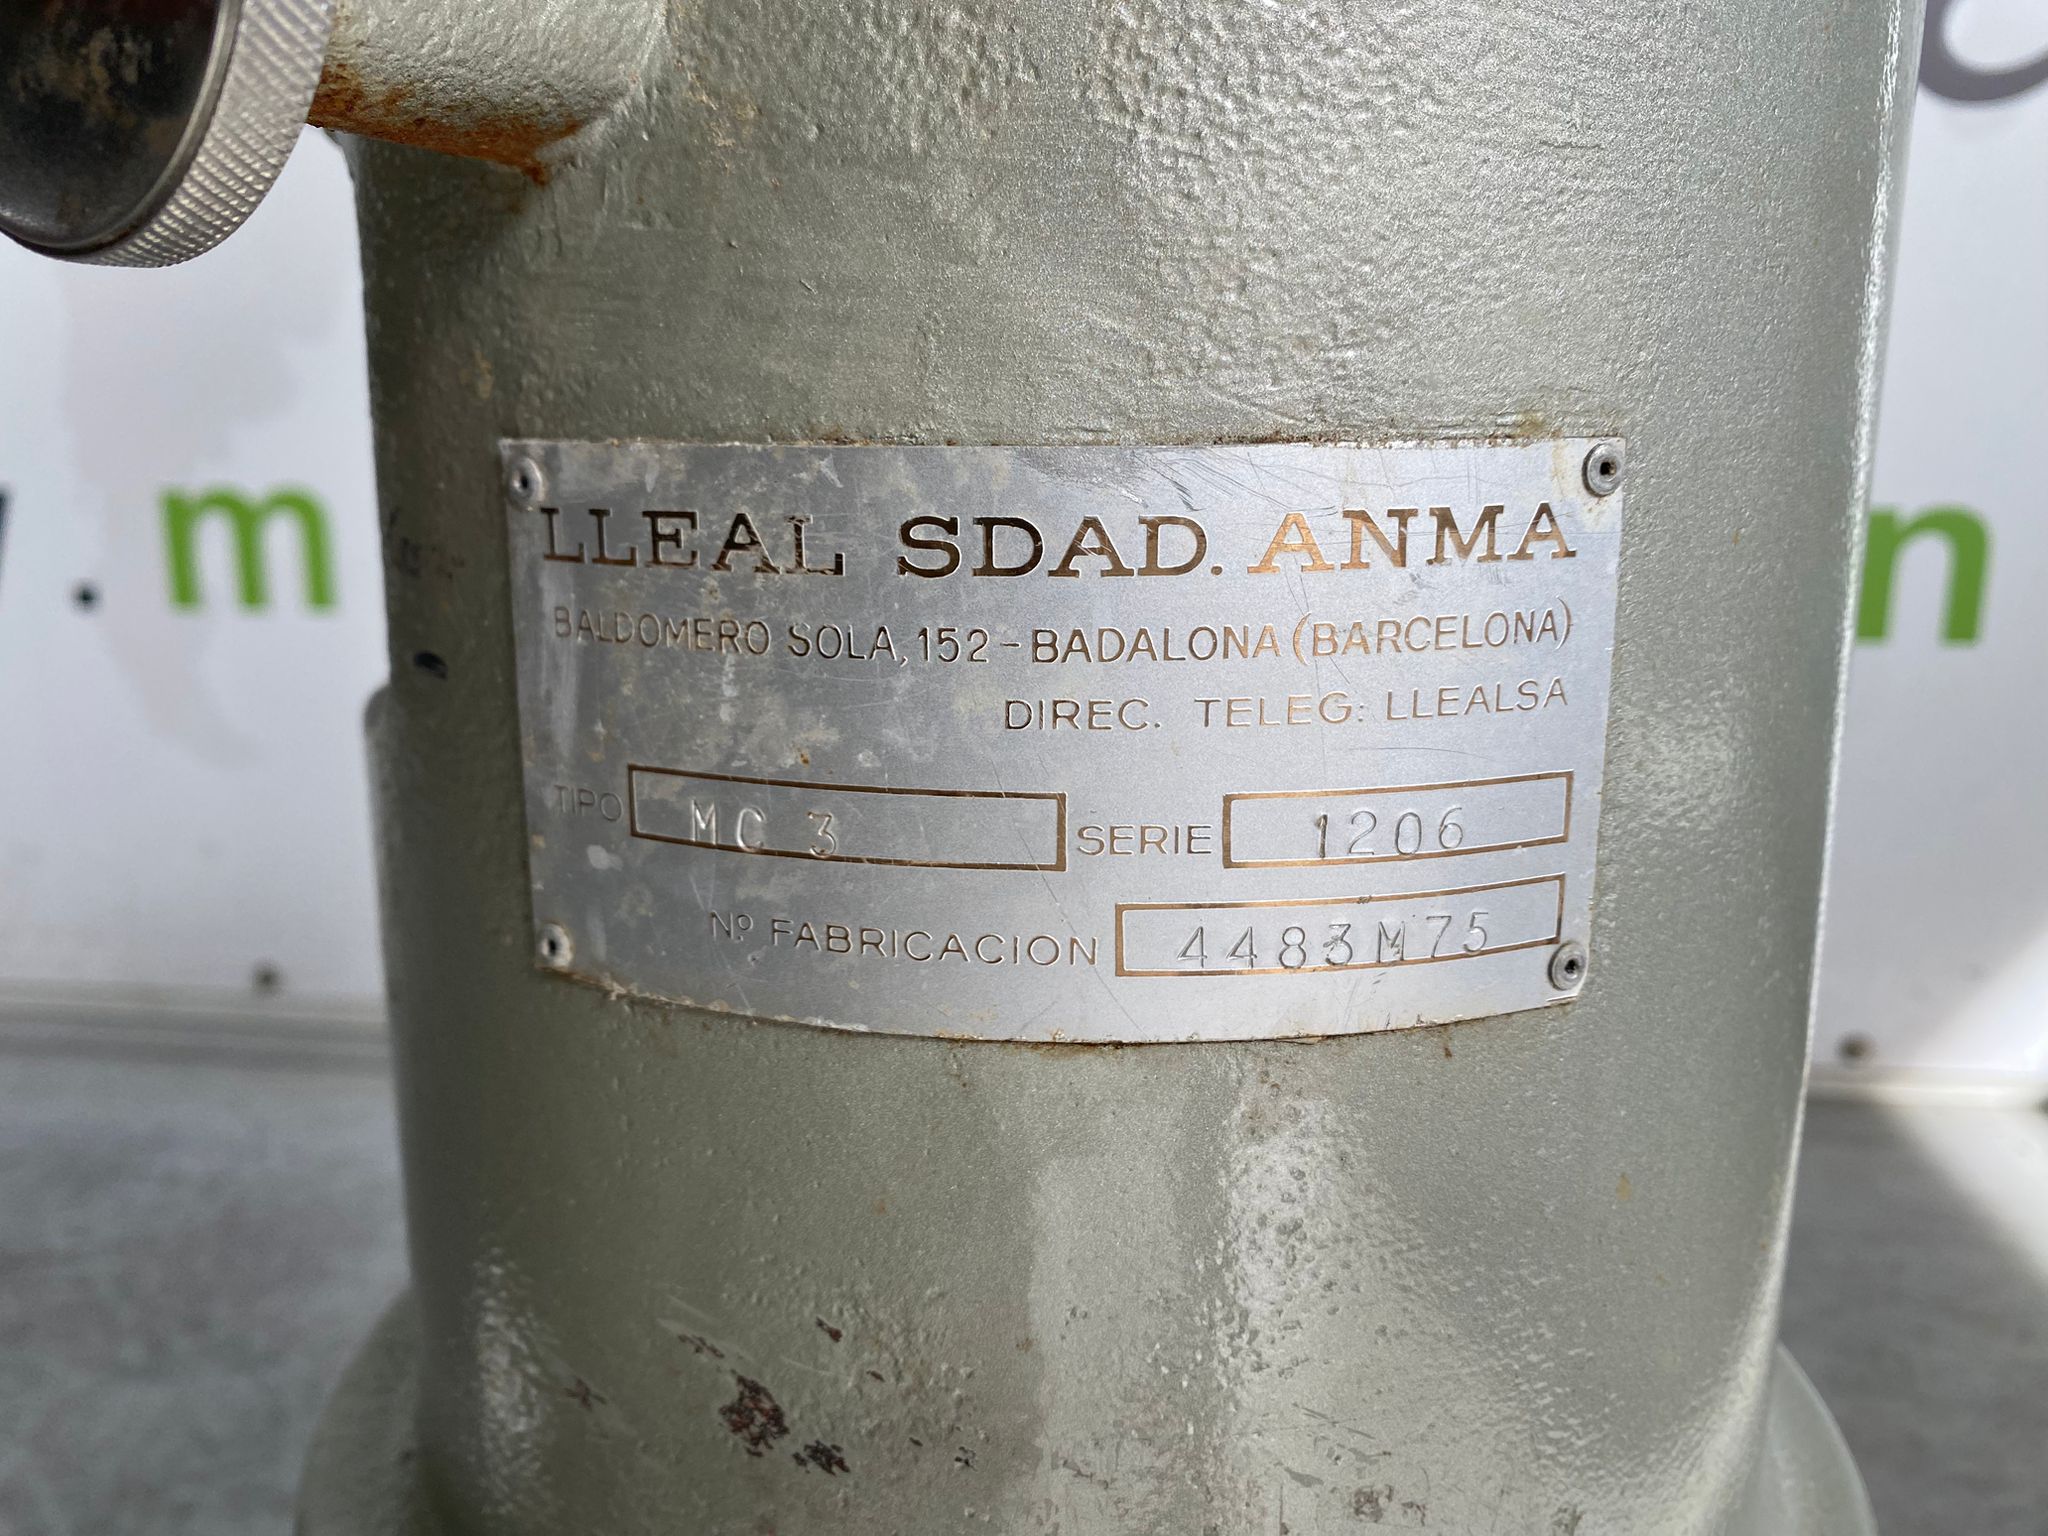 LLEAL SDAD. ANMA
BALDOMERO SOLA, 152 - BADALONA (BARCELONA)
DIREC. TELEG: LLEALSA
TIPO MC 3 SERIE 1206
Nº FABRICACION 4483M75
.m
n